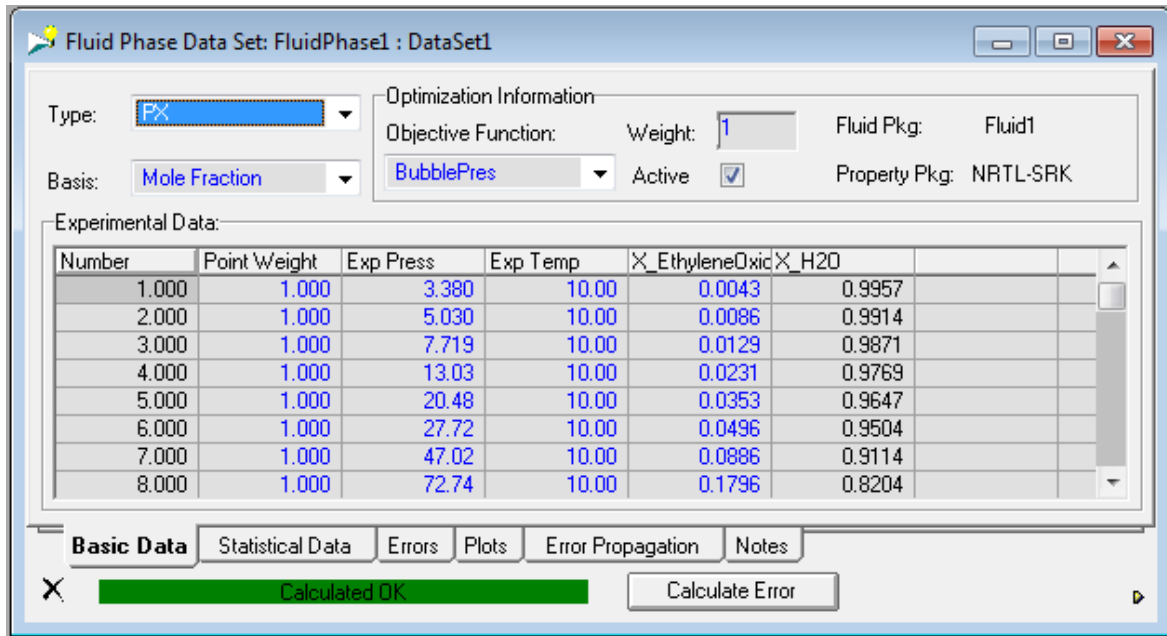 Fluid Phase Data Set: FluidPhase1 : DataSet1
Type: PX
Optimization Information
Objective Function: Weight: 1 Fluid Pkg: Fluid1
Basis: Mole Fraction BubblePres Active Property Pkg: NRTL-SRK
Experimental Data:
Number Point Weight Exp Press Exp Temp X_EthyleneOxid X_H2O
1.000 1.000 3.380 10.00 0.0043 0.9957
2.000 1.000 5.030 10.00 0.0086 0.9914
3.000 1.000 7.719 10.00 0.0129 0.9871
4.000 1.000 13.03 10.00 0.0231 0.9769
5.000 1.000 20.48 10.00 0.0353 0.9647
6.000 1.000 27.72 10.00 0.0496 0.9504
7.000 1.000 47.02 10.00 0.0886 0.9114
8.000 1.000 72.74 10.00 0.1796 0.8204
Basic Data Statistical Data Errors Plots Error Propagation Notes
Calculated OK Calculate Error